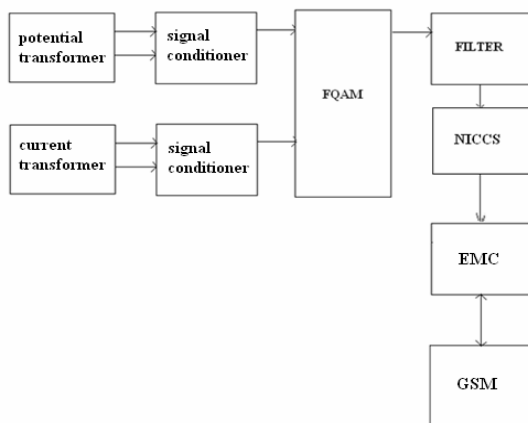 potential
transformer
signal
conditioner
FQAM
FILTER
current
transformer
signal
conditioner
NICCS
EMC
GSM